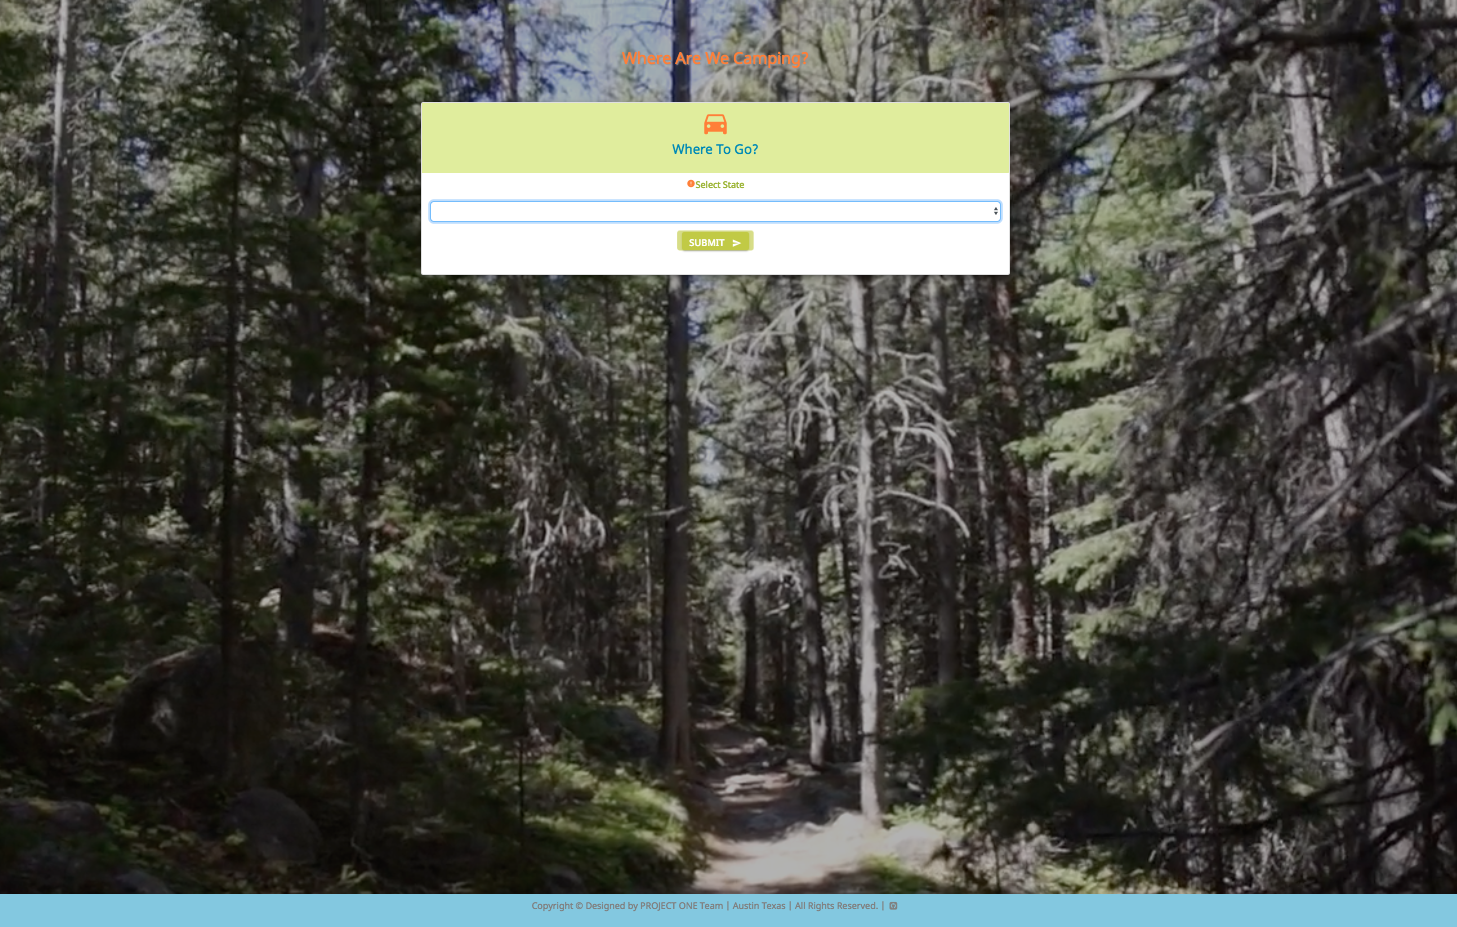 Where Are We Camping?
Where To Go?
Select State
SUBMIT
Copyright © Designed by PROJECT ONE Team | Austin Texas | All Rights Reserved. |